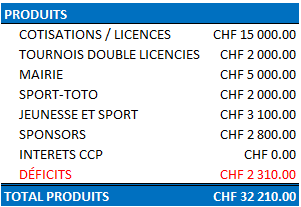 PRODUITS
COTISATIONS / LICENCES CHF 15 000.00
TOURNOIS DOUBLE LICENCIES CHF 2 000.00
MAIRIE CHF 5 000.00
SPORT-TOTO CHF 2 000.00
JEUNESSE ET SPORT CHF 3 100.00
SPONSORS CHF 2 800.00
INTERETS CCP CHF 0.00
DÉFICITS CHF 2 310.00
TOTAL PRODUITS CHF 32 210.00